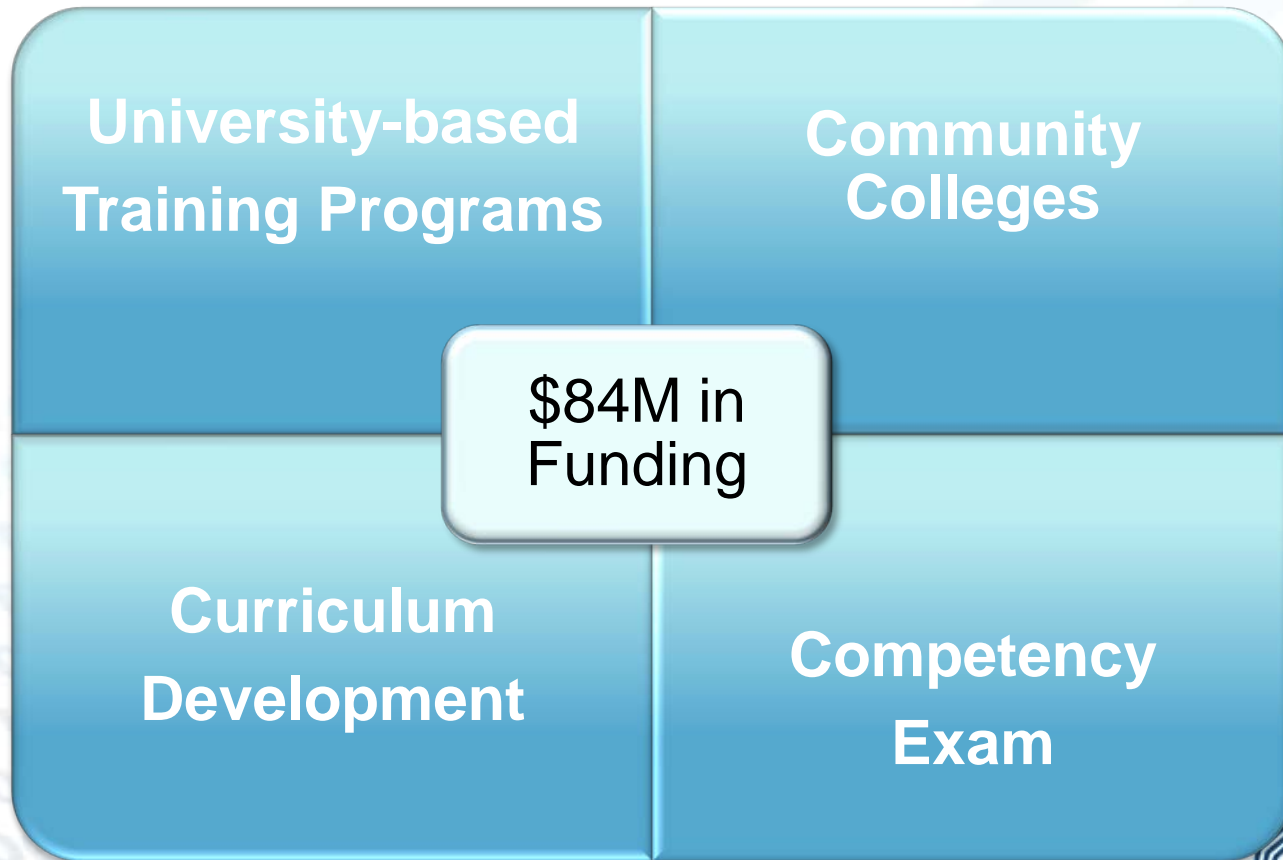 University-based
Training Programs
Community
Colleges
$84M in
Funding
Curriculum
Development
Competency
Exam